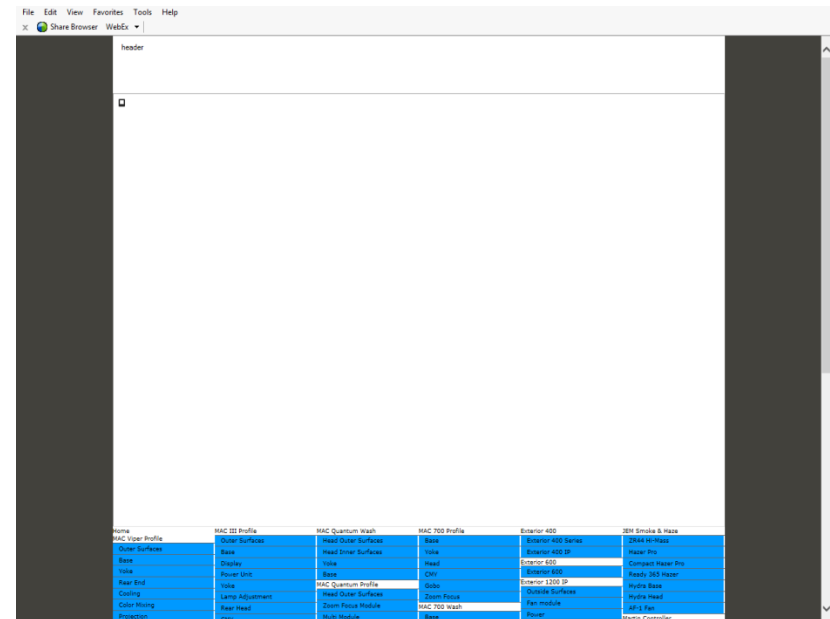 File Edit View Favorites Tools Help
x Share Browser WebEx
header
Home
MAC Viper Profile
Outer Surfaces
Base
Yoke
Rear End
Cooling
Color Mixing
Projection
MAC III Profile
Outer Surfaces
Base
Display
Power Unit
Yoke
Lamp Adjustment
Rear Head
MAC Quantum Wash
Head Outer Surfaces
Head Inner Surfaces
Yoke
Base
MAC Quantum Profile
Head Outer Surfaces
Zoom Focus Module
Multi Module
MAC 700 Profile
Base
Yoke
Head
CMY
Gobo
Zoom Focus
MAC 700 Wash
Base
Exterior 400
Exterior 400 Series
Exterior 400 IP
Exterior 600
Exterior 600
Exterior 1200 IP
Outside Surfaces
Fan module
Power
JEM Smoke & Haze
ZR44 Hi-Mass
Hazer Pro
Compact Hazer Pro
Ready 365 Hazer
Hydra Base
Hydra Head
AF-1 Fan
Martin Controller